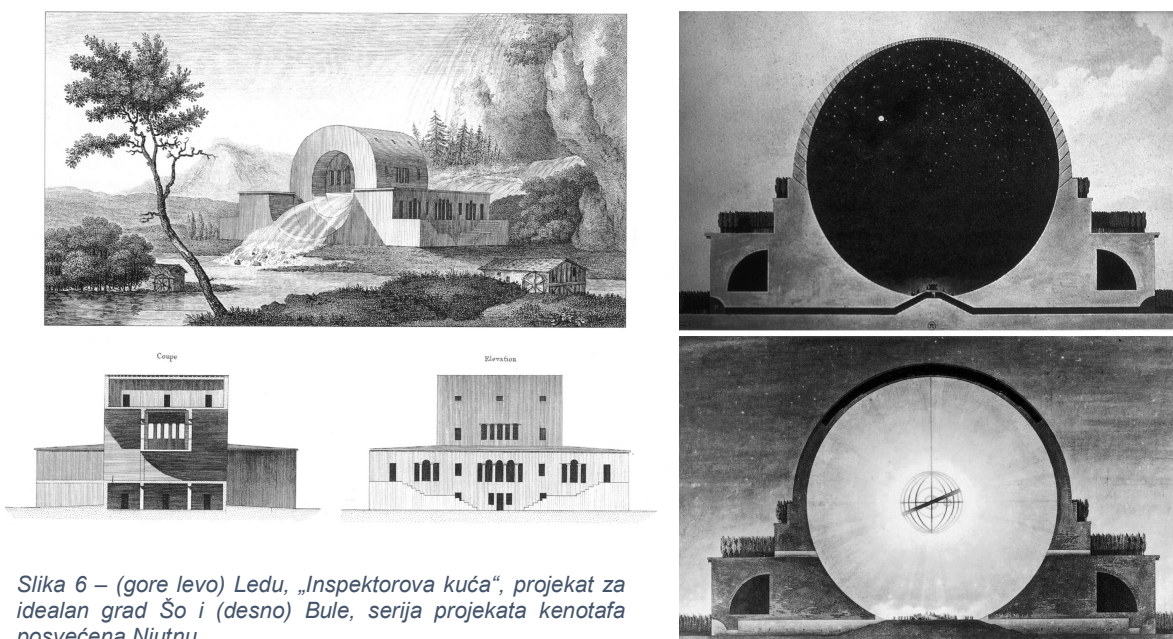 Coupe
Elevation
Slika 6 – (gore levo) Ledu, „Inspektorova kuća“, projekat za
idealan grad Šo i (desno) Bule, serija projekata kenotafa
posvećena Njutnu